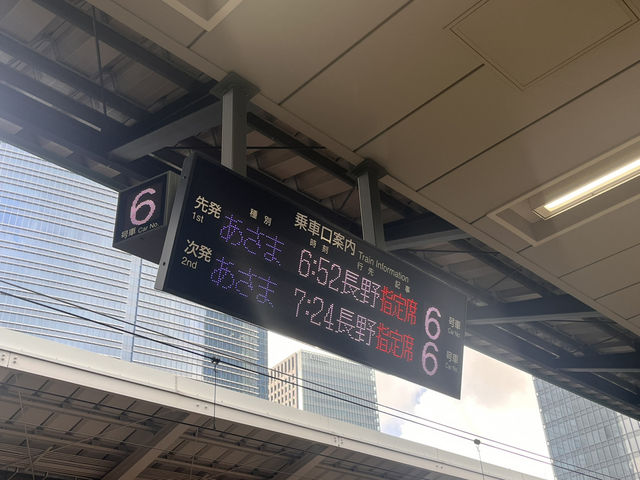 6
号車 Car No.
乗車口案内 Train Information
種別 時刻 行先 記事
先発 1st あさま 6:52 長野 指定席 6 号車 Car No.
次発 2nd あさま 7:24 長野 指定席 6 号車 Car No.